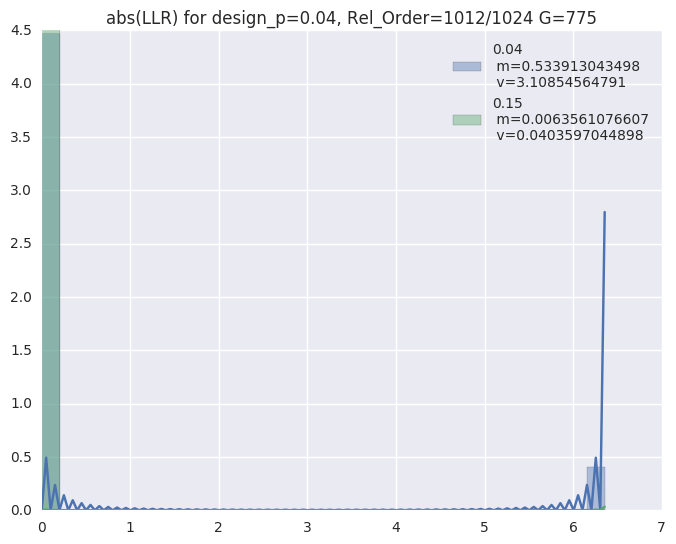 abs(LLR) for design_p=0.04, Rel_Order=1012/1024 G=775
4.5
4.0
3.5
3.0
2.5
2.0
1.5
1.0
0.5
0.0
0.04
m=0.533913043498
v=3.10854564791
0.15
m=0.0063561076607
v=0.0403597044898
0 1 2 3 4 5 6 7